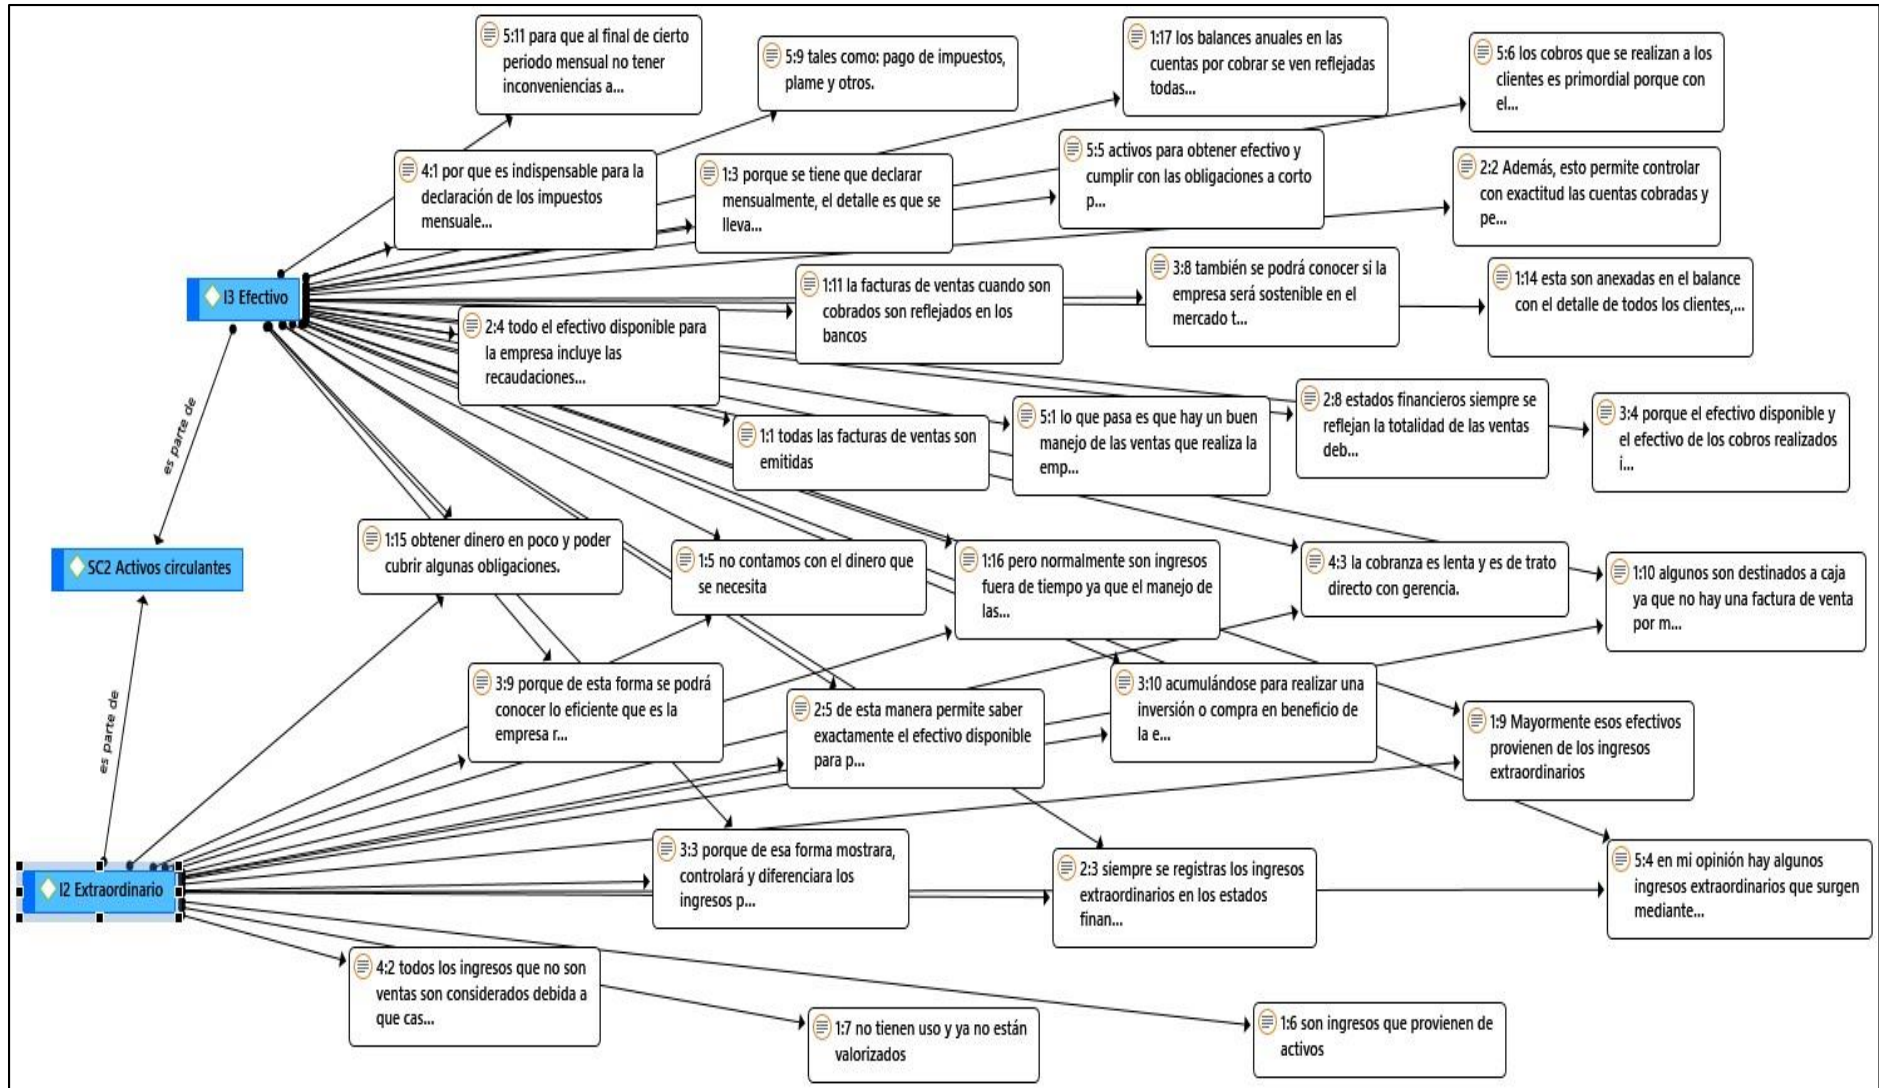 5:11 para que al final de cierto
periodo mensual no tener
inconveniencias a...
5:9 tales como: pago de impuestos,
plame y otros.
1:17 los balances anuales en las
cuentas por cobrar se ven reflejadas
todas...
5:6 los cobros que se realizan a los
clientes es primordial porque con
el...
4:1 por que es indispensable para la
declaración de los impuestos
mensuale...
1:3 porque se tiene que declarar
mensualmente, el detalle es que se
lleva...
5:5 activos para obtener efectivo y
cumplir con las obligaciones a corto
p...
2:2 Además, esto permite controlar
con exactitud las cuentas cobradas y
pe...
I3 Efectivo
2:4 todo el efectivo disponible para
la empresa incluye las
recaudaciones...
1:11 la facturas de ventas cuando son
cobrados son reflejados en los
bancos
3:8 también se podrá conocer si la
empresa será sostenible en el
mercado t...
1:14 esta son anexadas en el balance
con el detalle de todos los clientes,...
es parte de
1:1 todas las facturas de ventas son
emitidas
5:1 lo que pasa es que hay un buen
manejo de las ventas que realiza la
emp...
2:8 estados financieros siempre se
reflejan la totalidad de las ventas
deb...
3:4 porque el efectivo disponible y
el efectivo de los cobros realizados
i...
SC2 Activos circulantes
1:15 obtener dinero en poco y poder
cubrir algunas obligaciones.
1:5 no contamos con el dinero que
se necesita
1:16 pero normalmente son ingresos
fuera de tiempo ya que el manejo de
las...
4:3 la cobranza es lenta y es de trato
directo con gerencia.
1:10 algunos son destinados a caja
ya que no hay una factura de venta
por m...
es parte de
3:9 porque de esta forma se podrá
conocer lo eficiente que es la
empresa r...
2:5 de esta manera permite saber
exactamente el efectivo disponible
para p...
3:10 acumulándose para realizar una
inversión o compra en beneficio de
la e...
1:9 Mayormente esos efectivos
provienen de los ingresos
extraordinarios
I2 Extraordinario
3:3 porque de esa forma mostrara,
controlará y diferenciara los
ingresos p...
2:3 siempre se registras los ingresos
extraordinarios en los estados
finan...
5:4 en mi opinión hay algunos
ingresos extraordinarios que surgen
mediante...
4:2 todos los ingresos que no son
ventas son considerados debida a
que cas...
1:7 no tienen uso y ya no están
valorizados
1:6 son ingresos que provienen de
activos